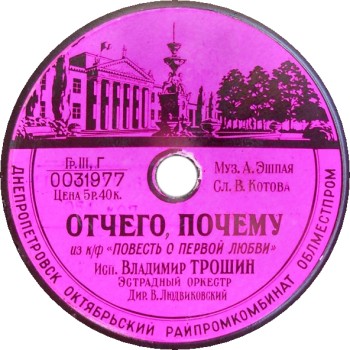 Гр. III, Г
0031977
Цена 5р.40к.
Муз. А. Эшпая
Сл. В. Котова
ОТЧЕГО, ПОЧЕМУ
из к/ф «ПОВЕСТЬ О ПЕРВОЙ ЛЮБВИ»
Исп. Владимир ТРОШИН
Эстрадный оркестр
Дир. В. Людвиковский
ДНЕПРОПЕТРОВСК ОКТЯБРЬСКИЙ РАЙПРОМКОМБИНАТ ОБЛМЕСТПРОМ